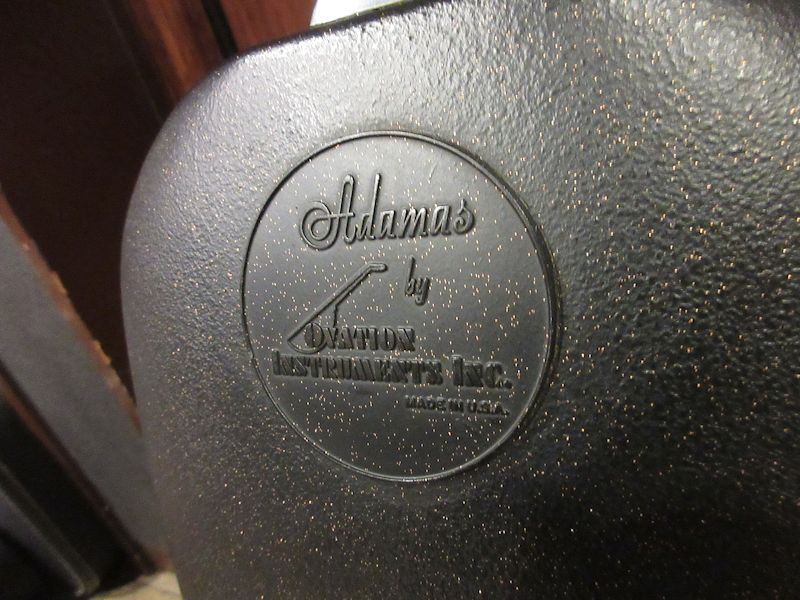 Adamas
by
OVATION
INSTRUMENTS INC.
MADE IN U.S.A.